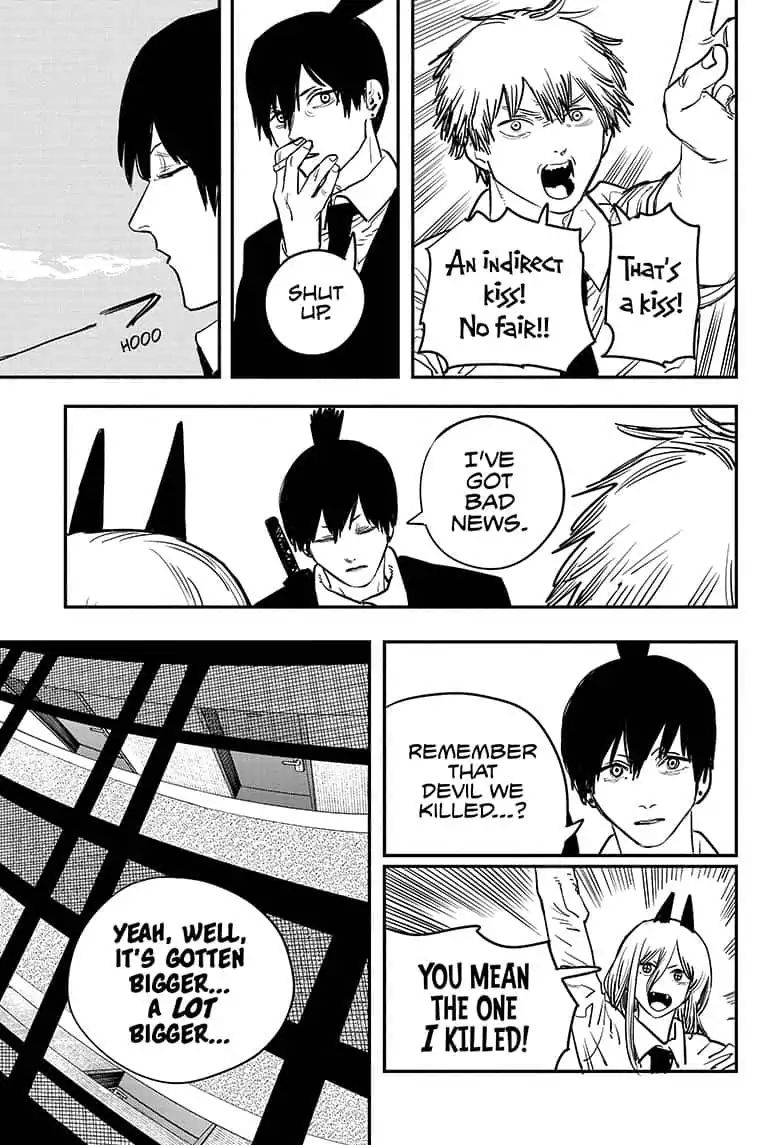 That's
a kiss!
An indirect
kiss!
No fair!!
SHUT
UP.
HOOO
I'VE
GOT
BAD
NEWS.
REMEMBER
THAT
DEVIL WE
KILLED...?
YOU MEAN
THE ONE
I KILLED!
YEAH, WELL,
IT'S GOTTEN
BIGGER...
A LOT
BIGGER...